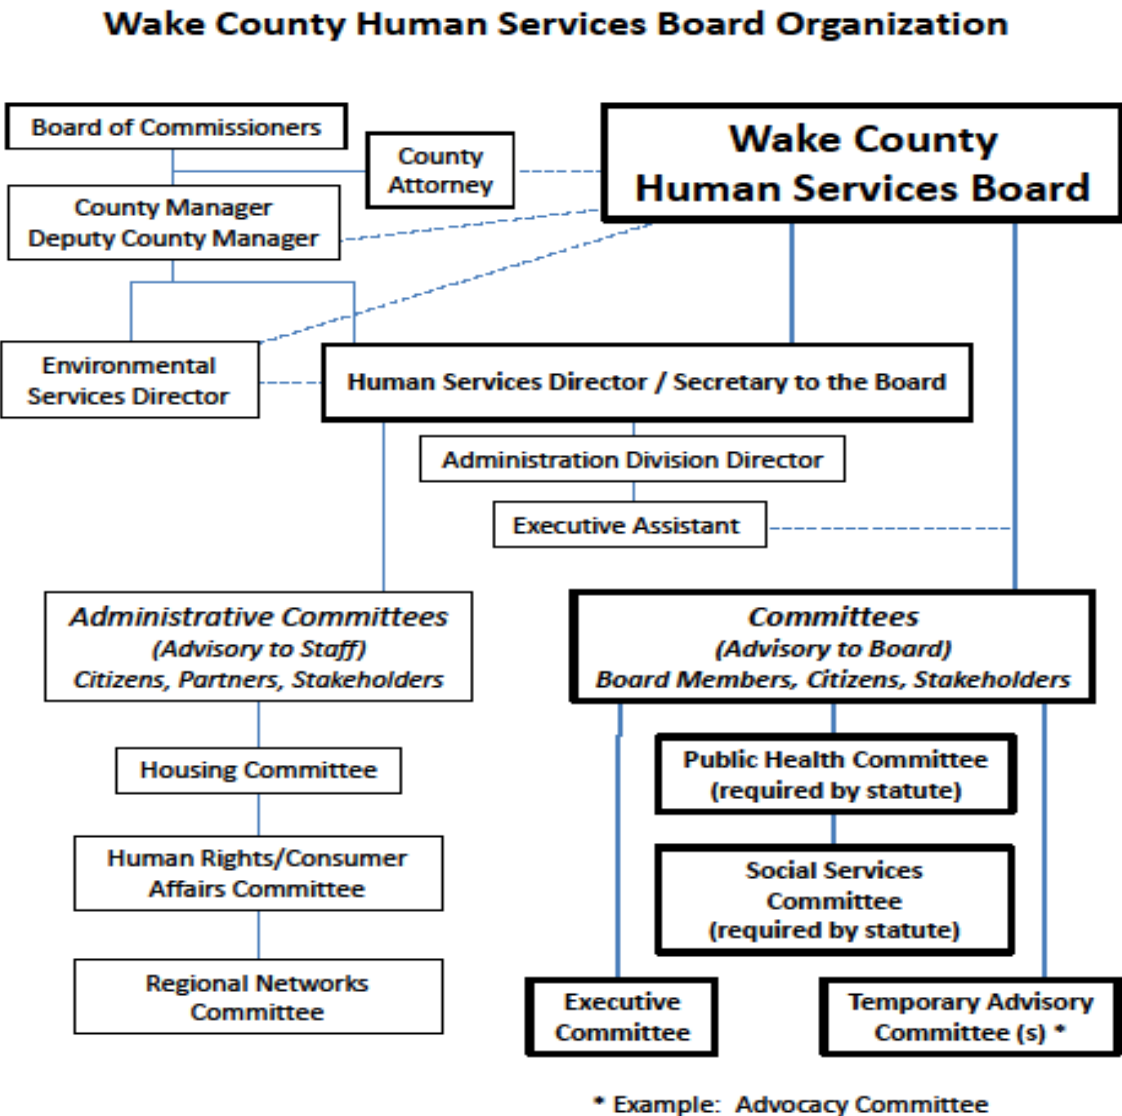 Wake County Human Services Board Organization
Board of Commissioners
County
Attorney
Wake County
Human Services Board
County Manager
Deputy County Manager
Environmental
Services Director
Human Services Director / Secretary to the Board
Administration Division Director
Executive Assistant
Administrative Committees
(Advisory to Staff)
Citizens, Partners, Stakeholders
Committees
(Advisory to Board)
Board Members, Citizens, Stakeholders
Housing Committee
Human Rights/Consumer
Affairs Committee
Regional Networks
Committee
Public Health Committee
(required by statute)
Social Services
Committee
(required by statute)
Executive
Committee
Temporary Advisory
Committee (s) *
* Example: Advocacy Committee